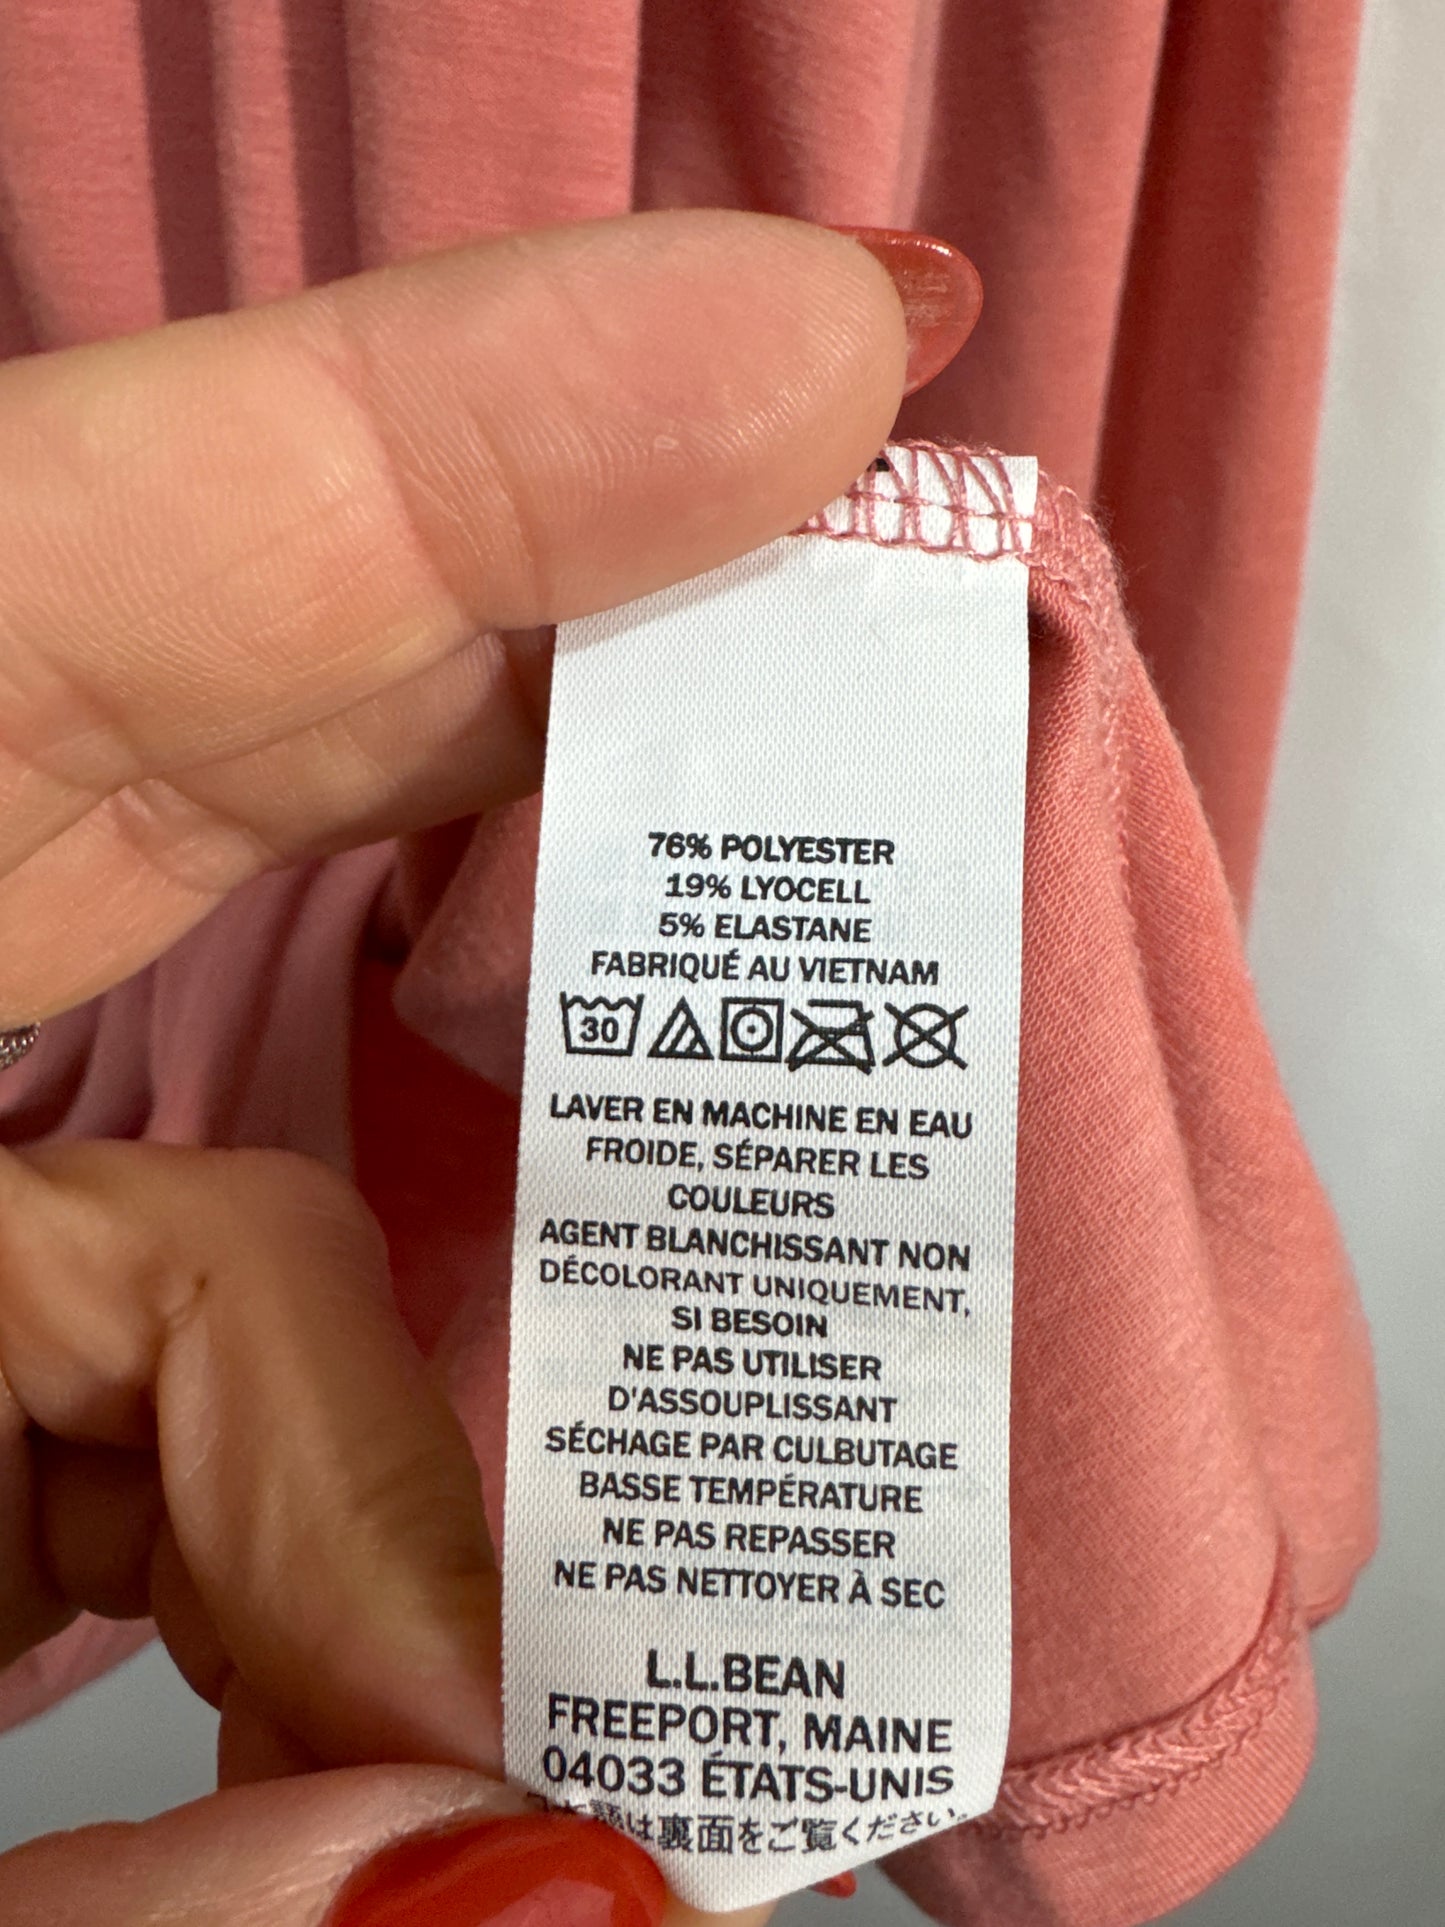 76% POLYESTER
19% LYOCELL
5% ELASTANE
FABRIQUÉ AU VIETNAM
30
LAVER EN MACHINE EN EAU
FROIDE, SÉPARER LES
COULEURS
AGENT BLANCHISSANT NON
DÉCOLORANT UNIQUEMENT,
SI BESOIN
NE PAS UTILISER
D'ASSOUPLISSANT
SÉCHAGE PAR CULBUTAGE
BASSE TEMPÉRATURE
NE PAS REPASSER
NE PAS NETTOYER À SEC
L.L.BEAN
FREEPORT, MAINE
04033 ÉTATS-UNIS
は裏面をご覧ください。